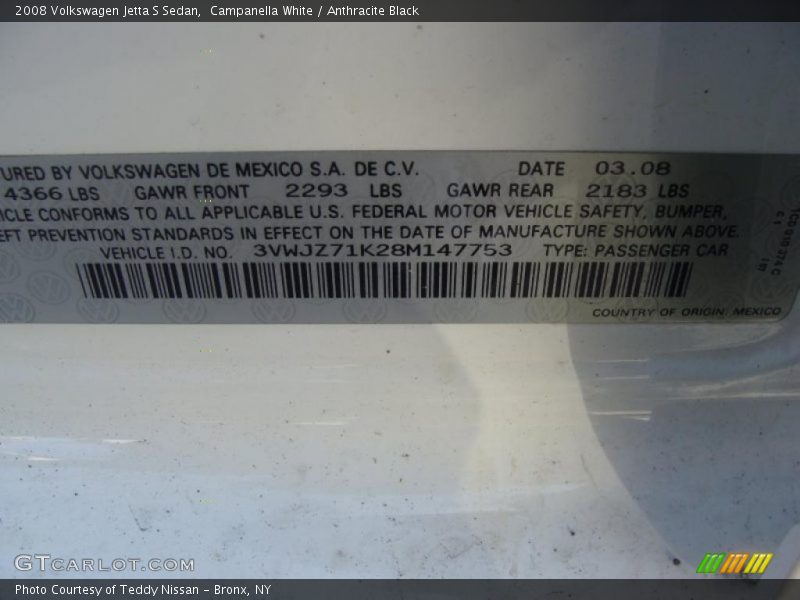 2008 Volkswagen Jetta S Sedan, Campanella White / Anthracite Black
URED BY VOLKSWAGEN DE MEXICO S.A. DE C.V. DATE 03.08
4366 LBS GAWR FRONT 2293 LBS GAWR REAR 2183 LBS
ICLE CONFORMS TO ALL APPLICABLE U.S. FEDERAL MOTOR VEHICLE SAFETY, BUMPER,
EFT PREVENTION STANDARDS IN EFFECT ON THE DATE OF MANUFACTURE SHOWN ABOVE.
VEHICLE I.D. NO. 3VWJZ71K28M147753 TYPE: PASSENGER CAR
COUNTRY OF ORIGIN: MEXICO
GTcarlot.com
Photo Courtesy of Teddy Nissan – Bronx, NY